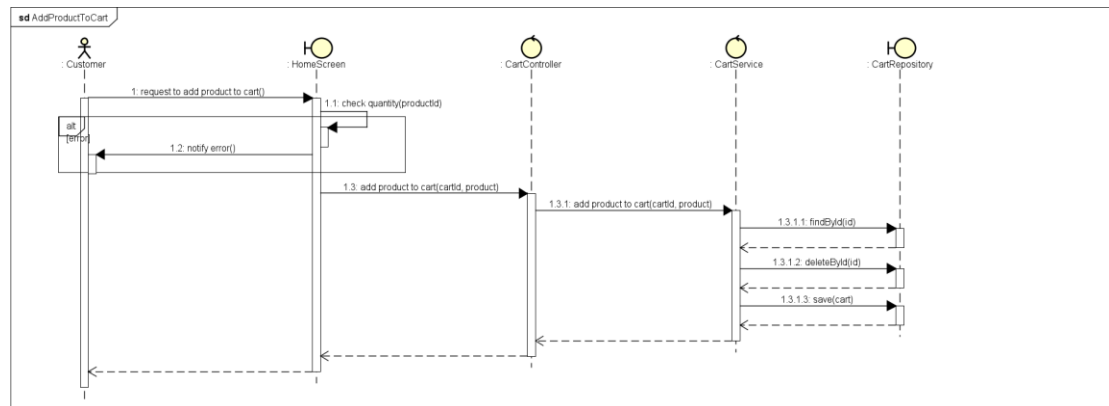 sd AddProductToCart
: Customer
: HomeScreen
: CartController
: CartService
: CartRepository
1: request to add product to cart()
1.1: check quantity(productId)
alt
[error]
1.2: notify error()
1.3: add product to cart(cartId, product)
1.3.1: add product to cart(cartId, product)
1.3.1.1: findById(id)
1.3.1.2: deleteById(id)
1.3.1.3: save(cart)